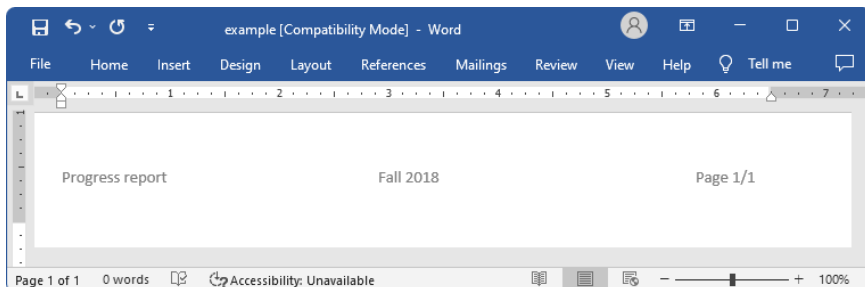 example [Compatibility Mode] - Word
File Home Insert Design Layout References Mailings Review View Help Tell me
L 1 2 3 4 5 6 7
1
Progress report Fall 2018 Page 1/1
Page 1 of 1 0 words Accessibility: Unavailable 100%